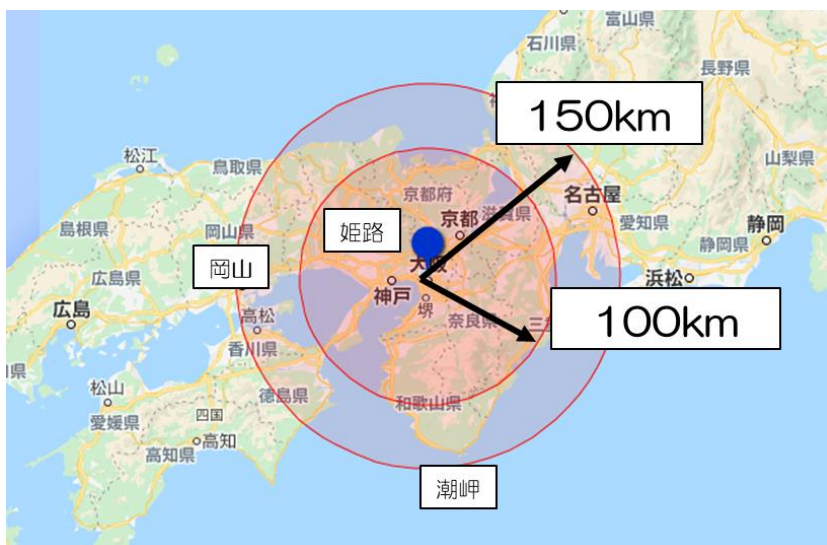 富山県
石川県
長野県
150km
松江
鳥取県
山梨県
京都府
名古屋
滋賀県
京都
姫路
愛知県
静岡
島根県
岡山県
静岡県
岡山
大阪
広島県
神戸
浜松
堺
広島
高松
奈良県
三
100km
香川県
松山
徳島県
和歌山県
四国
愛媛県
高知
高知県
潮岬